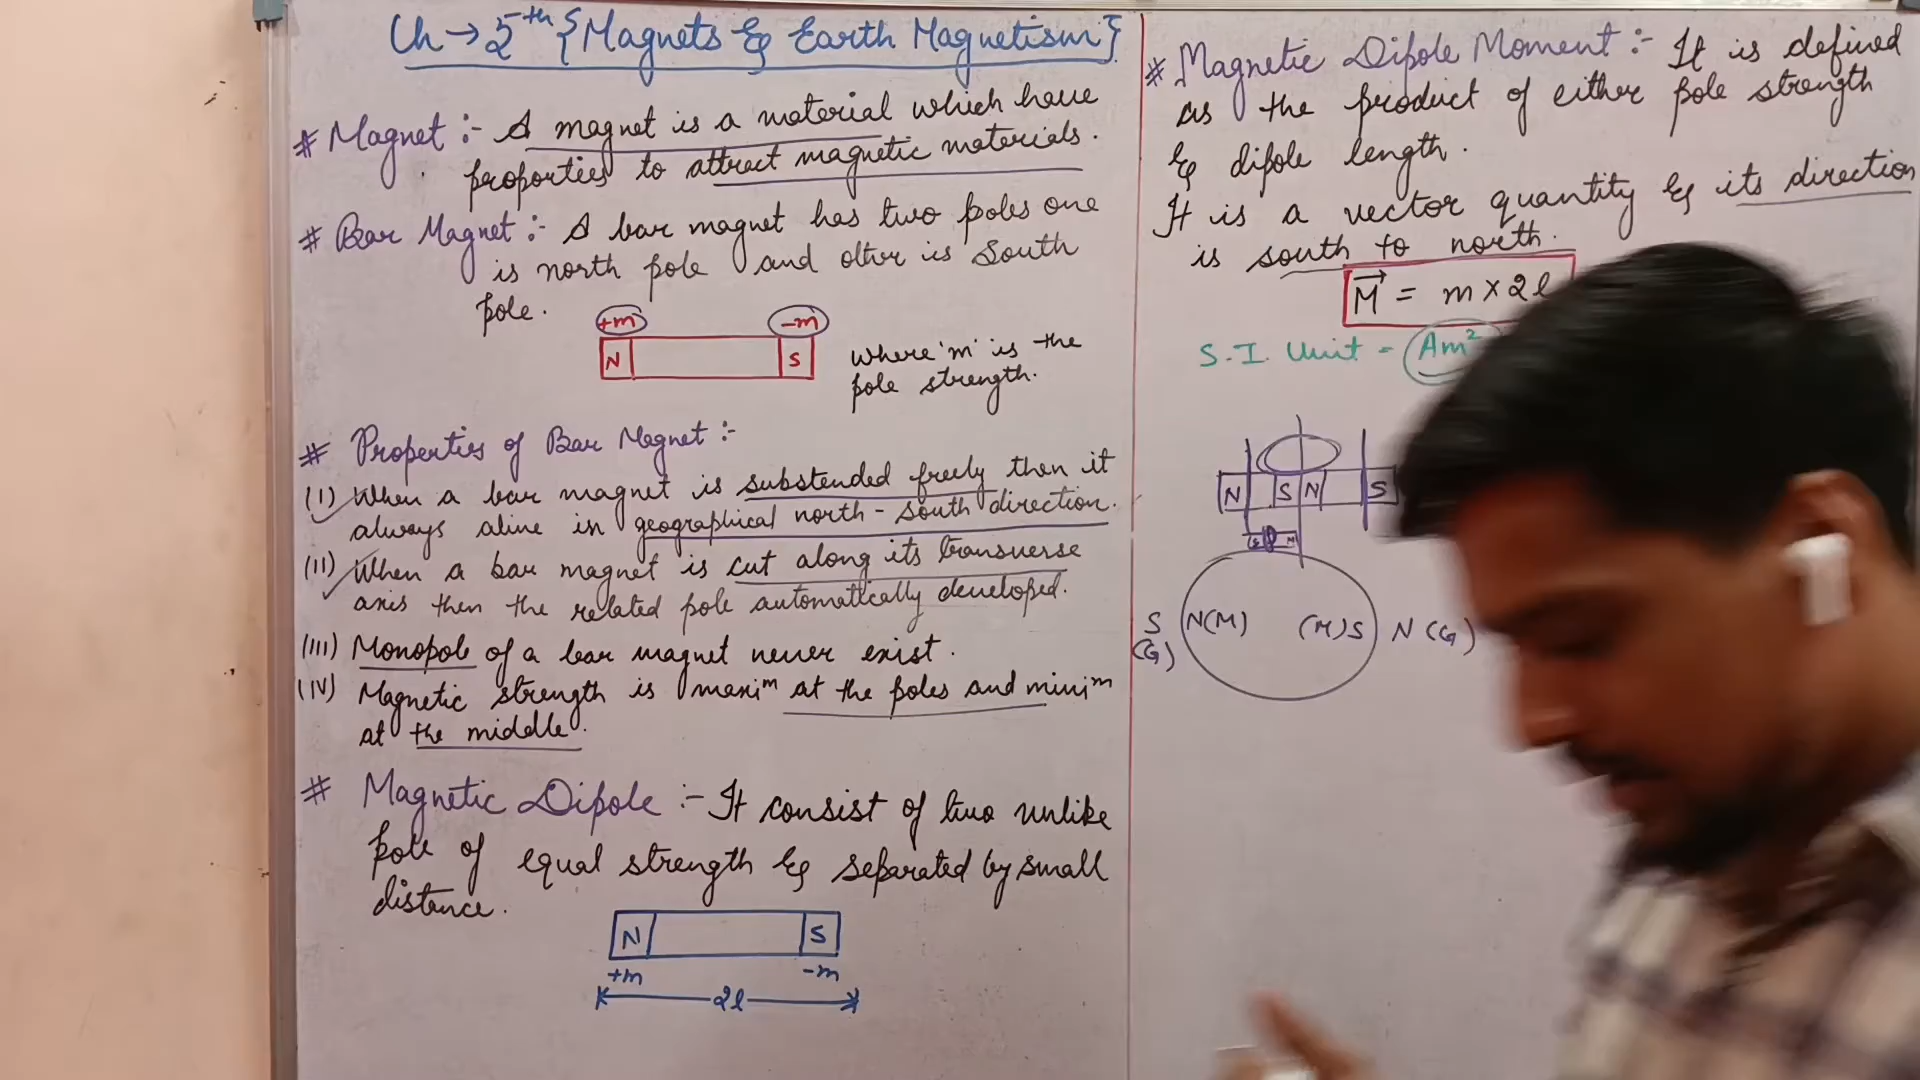 Ch → 5th {Magnets & Earth Magnetism}
# Magnet :- A magnet is a material which have
properties to attract magnetic materials.
# Bar Magnet :- A bar magnet has two poles one
is north pole and other is South
pole.
+m -m
N S
where 'm' is the
pole strength.
# Properties of Bar Magnet :-
(I) When a bar magnet is substended freely then it
always aline in geographical north-south direction.
(II) When a bar magnet is cut along its transverse
axis then the related pole automatically developed.
(III) Monopole of a bar magnet never exist.
(IV) Magnetic strength is maxim at the poles and minim
at the middle.
# Magnetic Dipole :- It consist of two unlike
pole of equal strength & separated by small
distance.
N S
+m -m
2l
# Magnetic Dipole Moment :- It is defined
as the product of either pole strength
& dipole length.
It is a vector quantity & its direction
is south to north.
M = m × 2l
S.I. Unit - Am²
N S N S
S N(M) (M)S N(G)
(G)